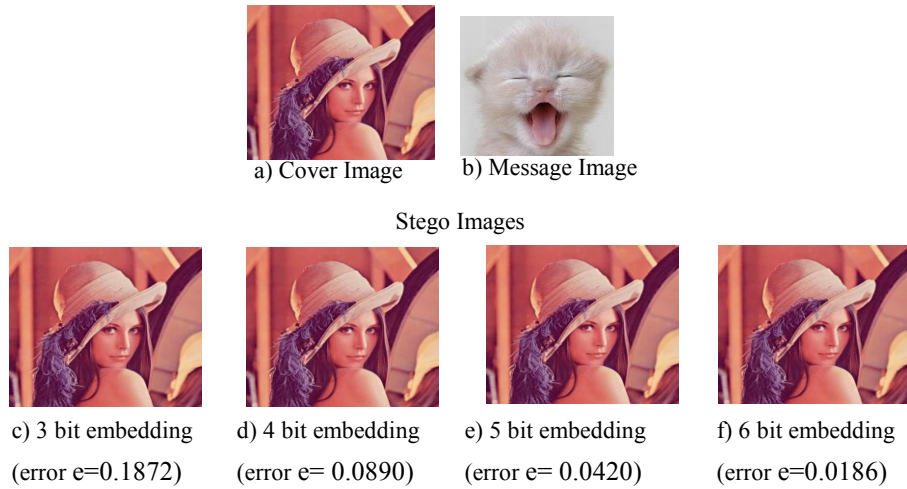 a) Cover Image
b) Message Image
Stego Images
c) 3 bit embedding
(error e=0.1872)
d) 4 bit embedding
(error e= 0.0890)
e) 5 bit embedding
(error e= 0.0420)
f) 6 bit embedding
(error e=0.0186)